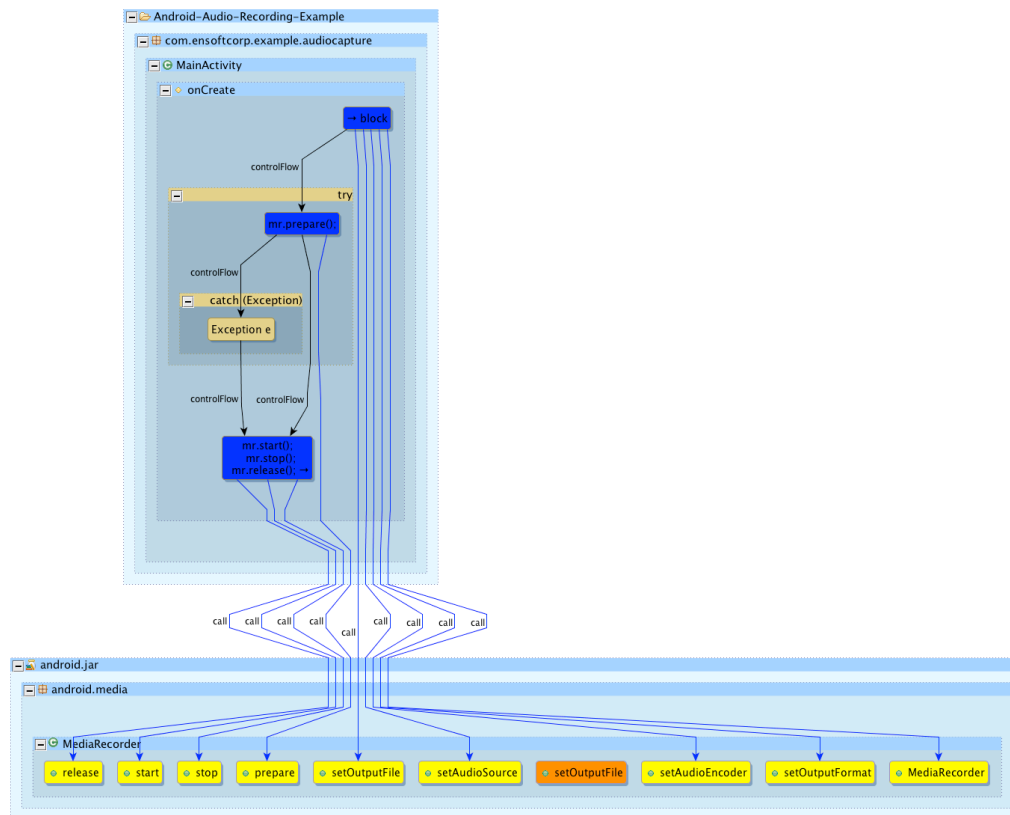 Android-Audio-Recording-Example
com.ensoftcorp.example.audiocapture
MainActivity
onCreate
→ block
controlFlow
try
mr.prepare();
controlFlow
catch (Exception)
Exception e
controlFlow
controlFlow
mr.start();
mr.stop();
mr.release(); →
call
call
call
call
call
call
call
call
call
android.jar
android.media
MediaRecorder
release
start
stop
prepare
setOutputFile
setAudioSource
setOutputFile
setAudioEncoder
setOutputFormat
MediaRecorder